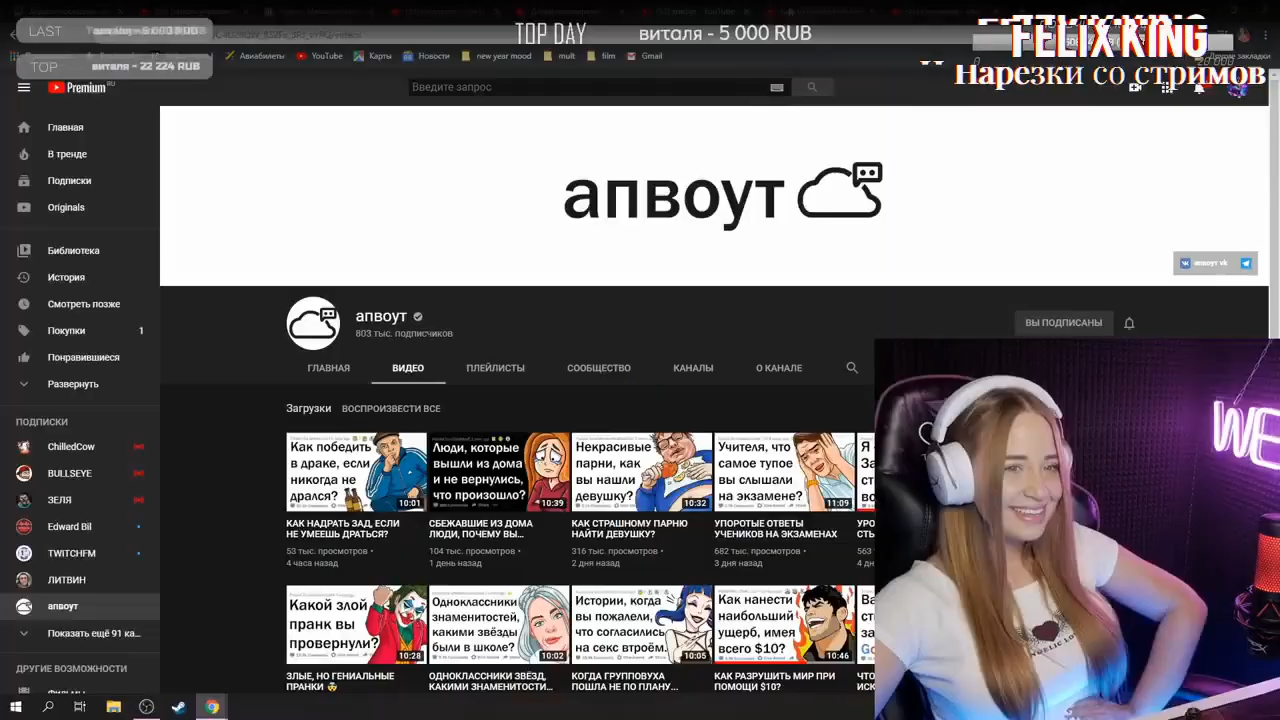 LAST
TOP
виталя - 22 224 RUB
TOP DAY
виталя - 5 000 RUB
FELIX KING
Нарезки со стримов
Авиабилеты
YouTube
Карты
Новости
new year mood
mult
film
Gmail
Premium
RU
Введите запрос
Главная
В тренде
Подписки
Originals
Библиотека
История
Смотреть позже
Покупки 1
Понравившиеся
Развернуть
ПОДПИСКИ
ChilledCow
BULLSEYE
ЗЕЛЯ
Edward Bil
TWITCHFM
ЛИТВИН
апвоут
Показать ещё 91 ка...
ДРУГИЕ ВОЗМОЖНОСТИ
Фильмы
апвоут
апвоут vk
апвоут
803 тыс. подписчиков
ВЫ ПОДПИСАНЫ
ГЛАВНАЯ
ВИДЕО
ПЛЕЙЛИСТЫ
СООБЩЕСТВО
КАНАЛЫ
О КАНАЛЕ
Загрузки
ВОСПРОИЗВЕСТИ ВСЕ
Как победить
в драке, если
никогда не
дрался?
10:01
КАК НАДРАТЬ ЗАД, ЕСЛИ
НЕ УМЕЕШЬ ДРАТЬСЯ?
53 тыс. просмотров •
4 часа назад
Люди, которые
вышли из дома
и не вернулись,
что произошло?
10:39
СБЕЖАВШИЕ ИЗ ДОМА
ЛЮДИ, ПОЧЕМУ ВЫ...
104 тыс. просмотров •
1 день назад
Некрасивые
парни, как
вы нашли
девушку?
10:32
КАК СТРАШНОМУ ПАРНЮ
НАЙТИ ДЕВУШКУ?
316 тыс. просмотров •
2 дня назад
Учителя, что
самое тупое
вы слышали
на экзамене?
11:09
УПОРОТЫЕ ОТВЕТЫ
УЧЕНИКОВ НА ЭКЗАМЕНАХ
682 тыс. просмотров •
3 дня назад
Какой злой
пранк вы
провернули?
10:28
ЗЛЫЕ, НО ГЕНИАЛЬНЫЕ
ПРАНКИ
Одноклассники
знаменитостей,
какими звёзды
были в школе?
10:02
ОДНОКЛАССНИКИ ЗВЁЗД,
КАКИМИ ЗНАМЕНИТОСТИ...
Истории, когда
вы пожалели,
что согласились
на секс втроём.
10:05
КОГДА ГРУППОВУХА
ПОШЛА НЕ ПО ПЛАНУ...
Как нанести
наибольший
ущерб, имея
всего $10?
10:46
КАК РАЗРУШИТЬ МИР ПРИ
ПОМОЩИ $10?
WE